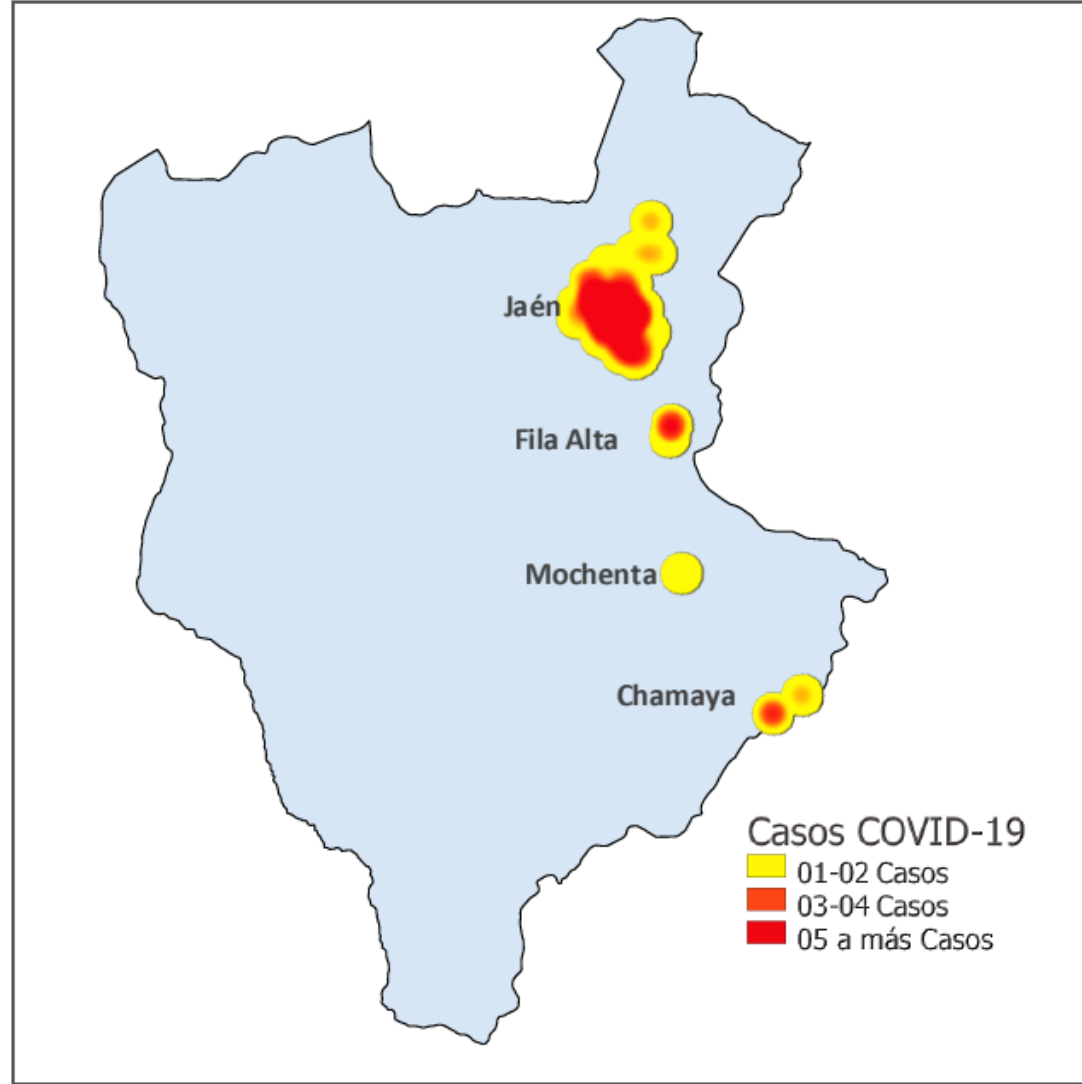 Jaén
Fila Alta
Mochenta
Chamaya
Casos COVID-19
01-02 Casos
03-04 Casos
05 a más Casos